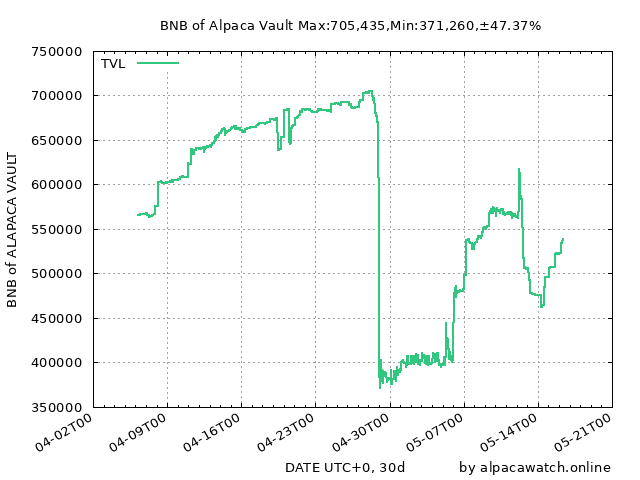 BNB of Alpaca Vault Max:705,435,Min:371,260,±47.37%
TVL
BNB of ALAPACA VAULT
750000
700000
650000
600000
550000
500000
450000
400000
350000
04-02T00
04-09T00
04-16T00
04-23T00
04-30T00
05-07T00
05-14T00
05-21T00
DATE UTC+0, 30d
by alpacawatch.online